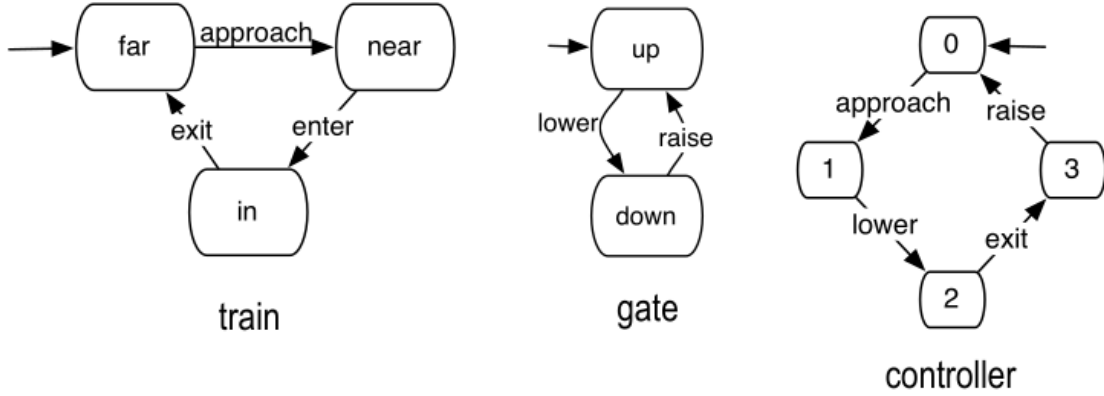 far
approach
near
exit
enter
in
train
up
lower
raise
down
gate
0
approach
raise
1
3
lower
exit
2
controller